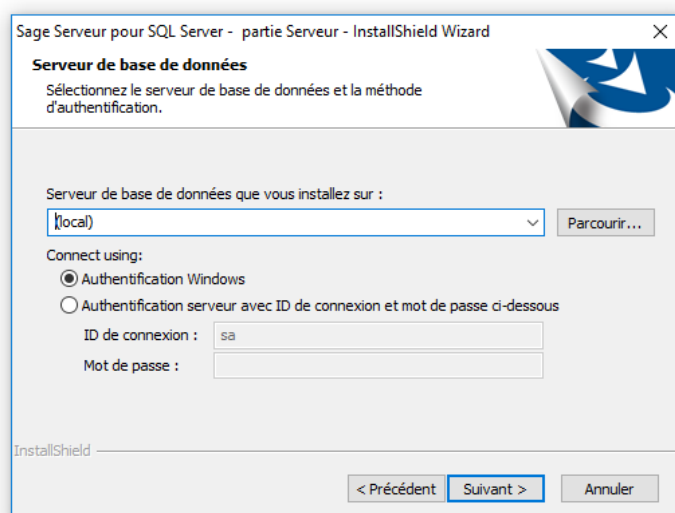 Sage Serveur pour SQL Server - partie Serveur - InstallShield Wizard
Serveur de base de données
Sélectionnez le serveur de base de données et la méthode
d'authentification.
Serveur de base de données que vous installez sur :
(local)
Parcourir...
Connect using:
Authentification Windows
Authentification serveur avec ID de connexion et mot de passe ci-dessous
ID de connexion :
sa
Mot de passe :
InstallShield
< Précédent
Suivant >
Annuler